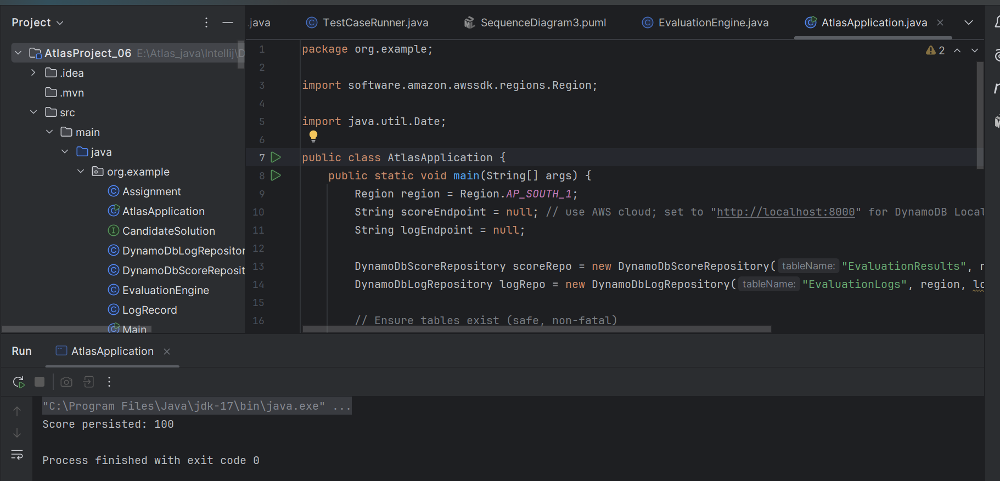 Project
.java
TestCaseRunner.java
SequenceDiagram3.puml
EvaluationEngine.java
AtlasApplication.java
AtlasProject_06 E:\Atlas_java\Intellij\
.idea
.mvn
src
main
java
org.example
Assignment
AtlasApplication
CandidateSolution
DynamoDbLogRepositor
DynamoDbScoreReposit
EvaluationEngine
LogRecord
Main
2
1 package org.example;
2
3 import software.amazon.awssdk.regions.Region;
4
5 import java.util.Date;
6
7 public class AtlasApplication {
8 public static void main(String[] args) {
9 Region region = Region.AP_SOUTH_1;
10 String scoreEndpoint = null; // use AWS cloud; set to "http://localhost:8000" for DynamoDB Local
11 String logEndpoint = null;
12
13 DynamoDbScoreRepository scoreRepo = new DynamoDbScoreRepository( tableName: "EvaluationResults", r
14 DynamoDbLogRepository logRepo = new DynamoDbLogRepository( tableName: "EvaluationLogs", region, lo
15
16 // Ensure tables exist (safe, non-fatal)
Run
AtlasApplication
"C:\Program Files\Java\jdk-17\bin\java.exe" ...
Score persisted: 100
Process finished with exit code 0